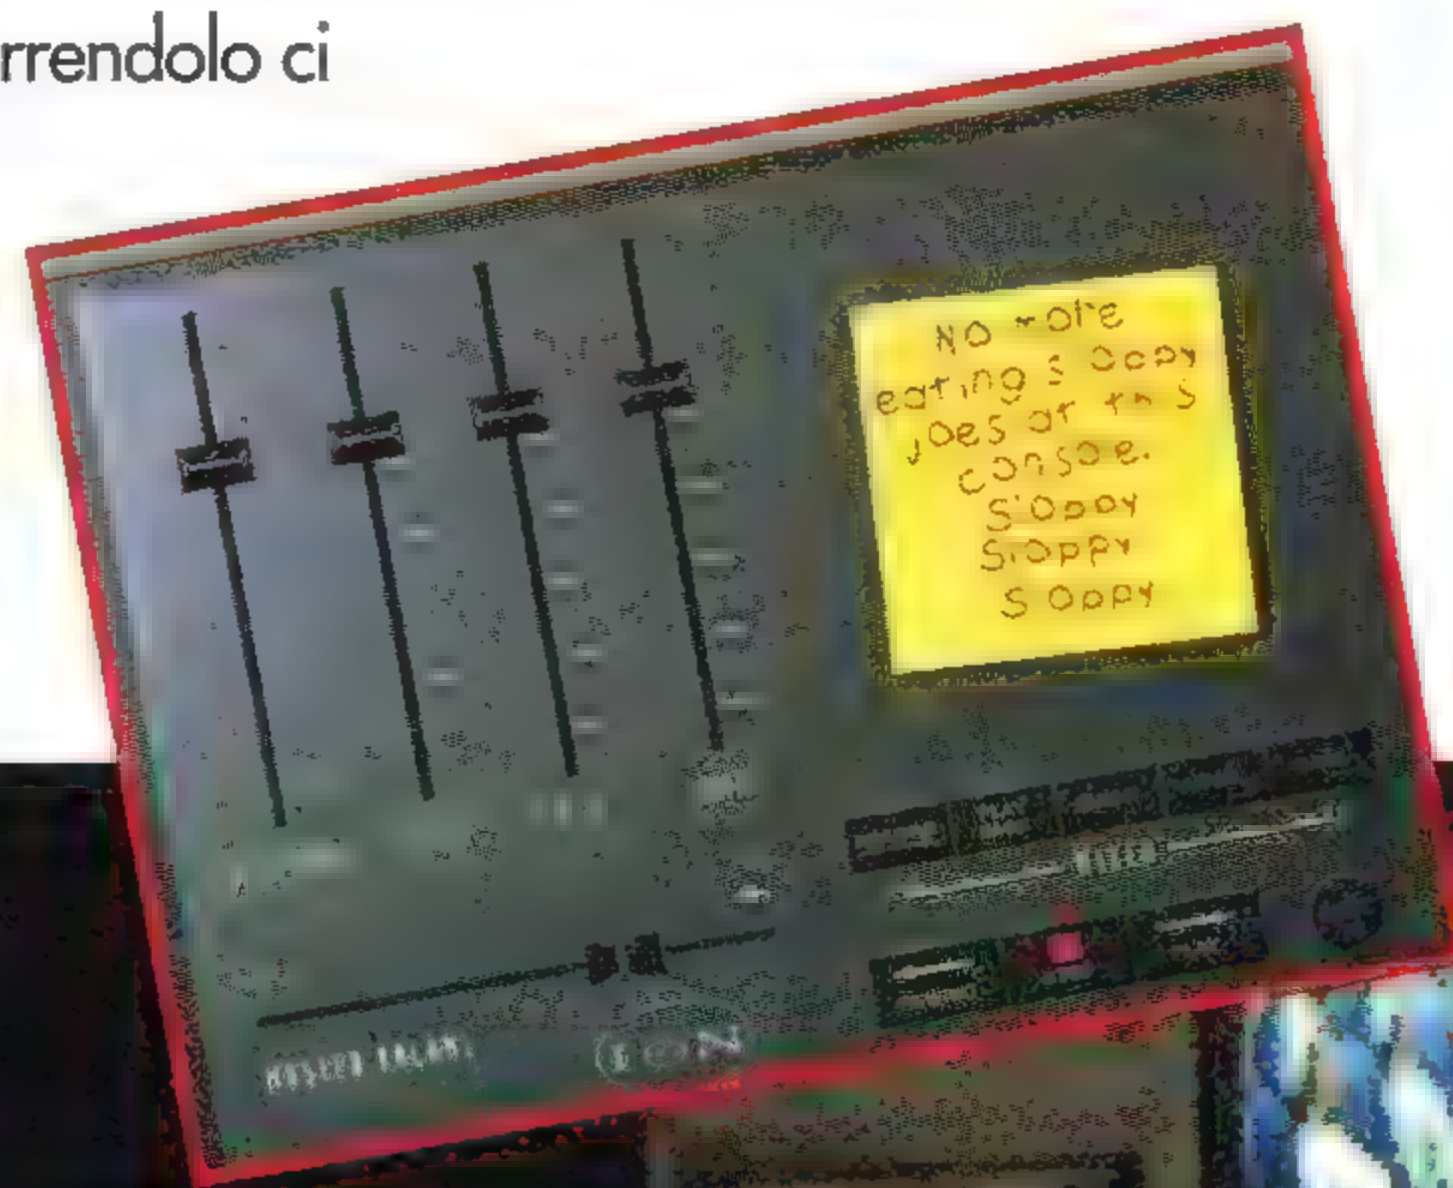 rrendolo ci
NO more
eating sloppy
joes at this
console.
Sloppy
Sloppy
Sloppy